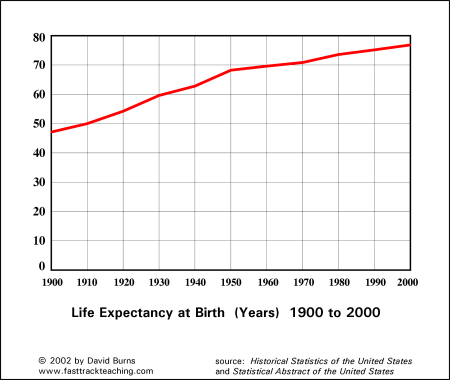 80
70
60
50
40
30
20
10
0
1900 1910 1920 1930 1940 1950 1960 1970 1980 1990 2000
Life Expectancy at Birth (Years) 1900 to 2000
© 2002 by David Burns
www.fasttrackteaching.com
source: Historical Statistics of the United States
and Statistical Abstract of the United States